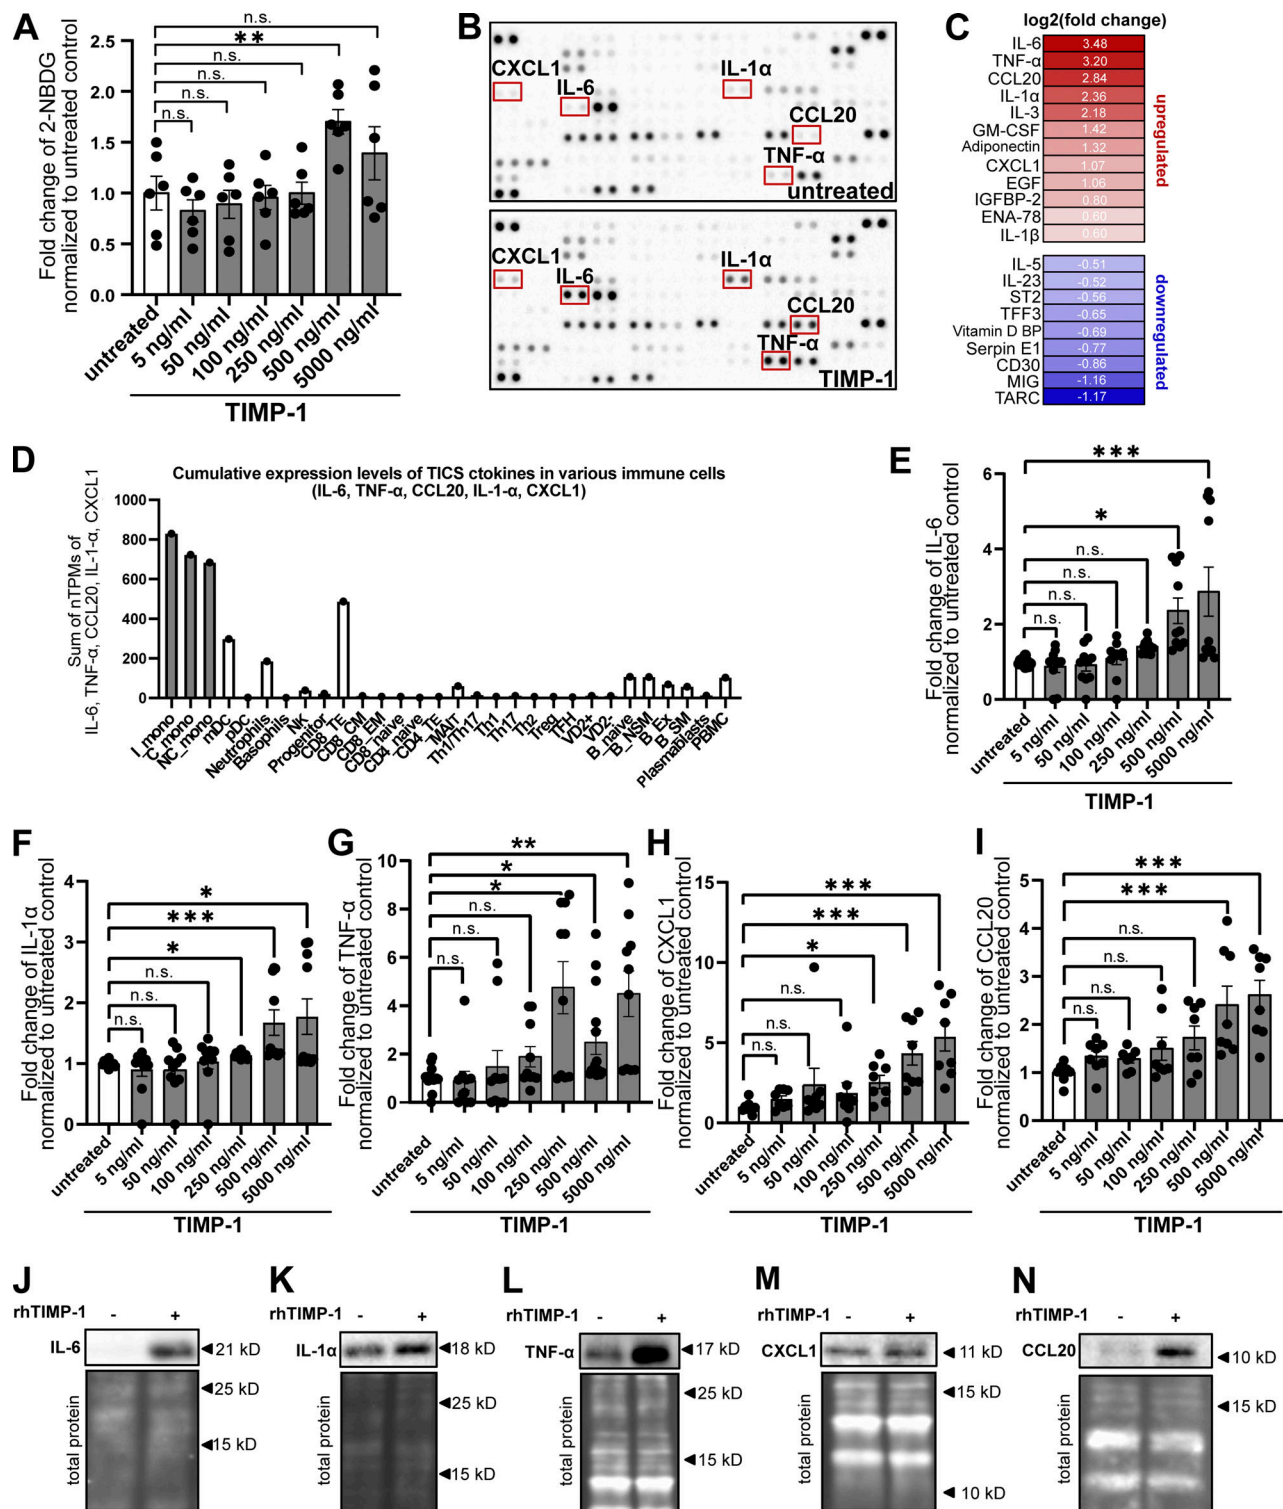 A
Fold change of 2-NBDG
normalized to untreated control
2.5
2.0
1.5
1.0
0.5
0.0
n.s.
**
n.s.
n.s.
n.s.
n.s.
untreated
5 ng/ml
50 ng/ml
100 ng/ml
250 ng/ml
500 ng/ml
5000 ng/ml
TIMP-1
B
CXCL1
IL-6
IL-1α
CCL20
TNF-α
untreated
CXCL1
IL-6
IL-1α
CCL20
TNF-α
TIMP-1
C
log2(fold change)
IL-6 3.48
TNF-α 3.20
CCL20 2.84
IL-1α 2.36
IL-3 2.18
GM-CSF 1.42
Adiponectin 1.32
CXCL1 1.07
EGF 1.06
IGFBP-2 0.80
ENA-78 0.60
IL-1β 0.60
upregulated
IL-5 -0.51
IL-23 -0.52
ST2 -0.56
TFF3 -0.65
Vitamin D BP -0.69
Serpin E1 -0.77
CD30 -0.86
MIG -1.16
TARC -1.17
downregulated
D
Cumulative expression levels of TICS ctokines in various immune cells
(IL-6, TNF-α, CCL20, IL-1-α, CXCL1)
Sum of nTPMs of
IL-6, TNF-α, CCL20, IL-1-α, CXCL1
1000
800
600
400
200
0
I_mono
C_mono
NC_mono
mDC
pDC
Neutrophils
Basophils
NK
Progenitor
CD8_TE
CD8_CM
CD8_EM
CD8_naive
CD4_naive
CD4_TE
MAIT
Th1/Th17
Th1
Th17
Th2
Treg
TFH
VD2+
VD2-
B_naive
B_NSM
B_Ex
B_SM
Plasmablasts
PBMC
E
Fold change of IL-6
normalized to untreated control
6
4
2
0
***
*
n.s.
n.s.
n.s.
n.s.
untreated
5 ng/ml
50 ng/ml
100 ng/ml
250 ng/ml
500 ng/ml
5000 ng/ml
TIMP-1
F
Fold change of IL-1α
normalized to untreated control
4
3
2
1
0
*
***
*
n.s.
n.s.
n.s.
untreated
5 ng/ml
50 ng/ml
100 ng/ml
250 ng/ml
500 ng/ml
5000 ng/ml
TIMP-1
G
Fold change of TNF-α
normalized to untreated control
10
8
6
4
2
0
**
*
*
n.s.
n.s.
n.s.
untreated
5 ng/ml
50 ng/ml
100 ng/ml
250 ng/ml
500 ng/ml
5000 ng/ml
TIMP-1
H
Fold change of CXCL1
normalized to untreated control
15
10
5
0
***
***
*
n.s.
n.s.
n.s.
untreated
5 ng/ml
50 ng/ml
100 ng/ml
250 ng/ml
500 ng/ml
5000 ng/ml
TIMP-1
I
Fold change of CCL20
normalized to untreated control
5
4
3
2
1
0
***
***
n.s.
n.s.
n.s.
n.s.
untreated
5 ng/ml
50 ng/ml
100 ng/ml
250 ng/ml
500 ng/ml
5000 ng/ml
TIMP-1
J
rhTIMP-1 - +
IL-6
21 kD
25 kD
15 kD
total protein
K
rhTIMP-1 - +
IL-1α
18 kD
25 kD
15 kD
total protein
L
rhTIMP-1 - +
TNF-α
17 kD
25 kD
15 kD
total protein
M
rhTIMP-1 - +
CXCL1
11 kD
15 kD
10 kD
total protein
N
rhTIMP-1 - +
CCL20
10 kD
15 kD
total protein